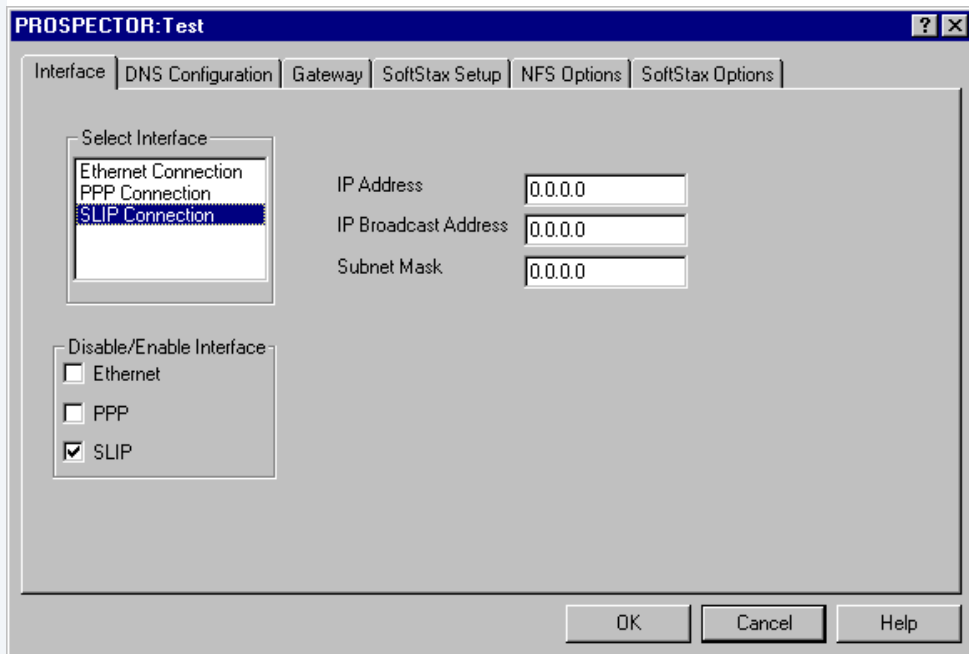 PROSPECTOR:Test
Interface DNS Configuration Gateway SoftStax Setup NFS Options SoftStax Options
Select Interface
Ethernet Connection
PPP Connection
SLIP Connection
IP Address 0.0.0.0
IP Broadcast Address 0.0.0.0
Subnet Mask 0.0.0.0
Disable/Enable Interface
Ethernet
PPP
SLIP
OK Cancel Help